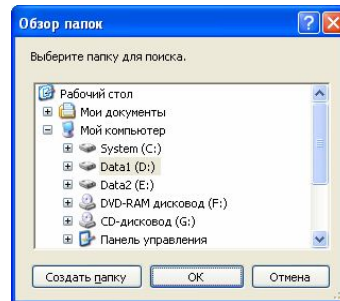 Обзор папок
Выберите папку для поиска.
Рабочий стол
Мои документы
Мой компьютер
System (C:)
Data1 (D:)
Data2 (E:)
DVD-RAM дисковод (F:)
CD-дисковод (G:)
Панель управления
Создать папку
ОК
Отмена